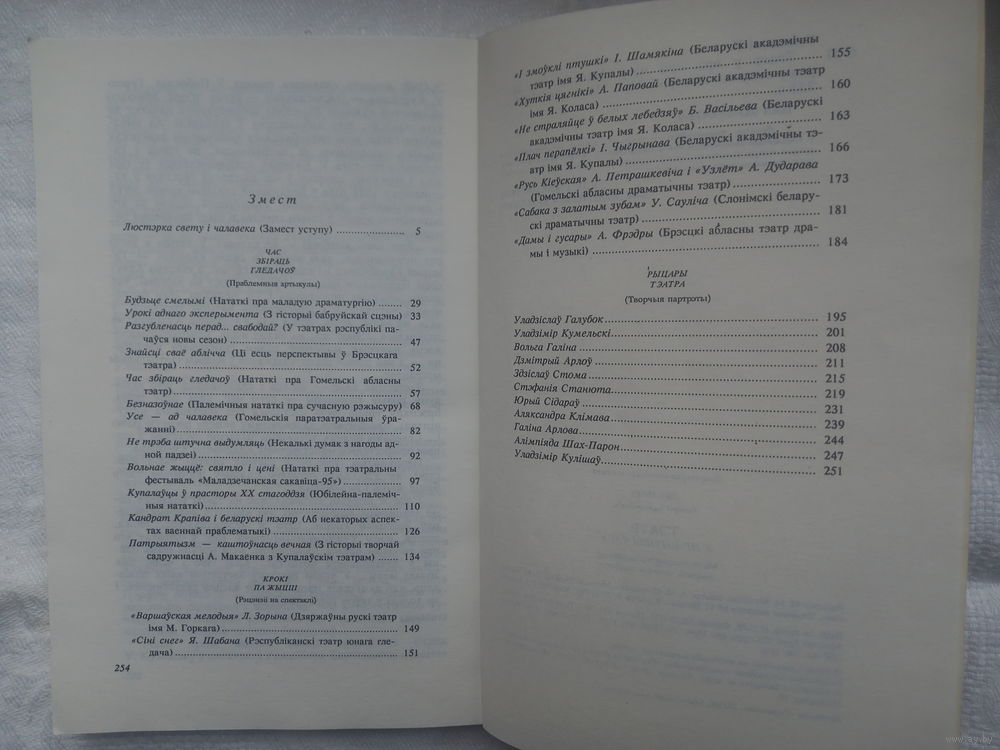 Змест
Люстэрка свету і чалавека (Замест уступу) ........................ 5
ЧАС
ЗБІРАЦЬ
ГЛЕДАЧОЎ
(Праблемныя артыкулы)
Будзьце смелымі (Нататкі пра маладую драматургію) ........ 29
Урокі аднаго эксперымента (З гісторыі бабруйскай сцэны) 33
Разгубленасць перад... свабодай? (У тэатрах рэспублікі па-
чаўся новы сезон) ........................ 47
Знайсці сваё аблічча (Ці есць перспектывы ў Брэсцкага
тэатра) ........................ 52
Час збіраць гледачоў (Нататкі пра Гомельскі абласны
тэатр) ........................ 57
Безназоўнае (Палемічныя нататкі пра сучасную рэжысуру) 68
Усе — ад чалавека (Гомельскія паратэатральныя ўра-
жанні) ........................ 82
Не трэба штучна выдумляць (Некалькі думак з нагоды ад-
ной падзеі) ........................ 92
Вольнае жыццё: святло і цені (Нататкі пра тэатральны
фестываль «Маладзечанская сакавіца-95») ........ 97
Купалаўцы ў прасторы XX стагоддзя (Юбілейна-палеміч-
ныя нататкі) ........................ 110
Кандрат Крапіва і беларускі тэатр (Аб некаторых аспек-
тах ваеннай праблематыкі) ........................ 126
Патрыятызм — каштоўнасць вечная (З гісторыі творчай
садружнасці А. Макаёнка з Купалаўскім тэатрам) ....... 134
КРОКІ
ПА ЖЫЦЦІ
(Рэцэнзіі на спектаклі)
«Варшаўская мелодыя» Л. Зорына (Дзяржаўны рускі тэатр
імя М. Горкага) ........................ 149
«Сіні снег» Я. Шабана (Рэспубліканскі тэатр юнага гле-
дача) ........................ 151
254
«І змоўклі птушкі» І. Шамякіна (Беларускі акадэмічны
тэатр імя Я. Купалы) ........................ 155
«Хуткія цягнікі» А. Паповай (Беларускі акадэмічны тэатр
імя Я. Коласа) ........................ 160
«Не страляйце ў белых лебедзяў» Б. Васільева (Беларускі
акадэмічны тэатр імя Я. Коласа) ........................ 163
«Плач перапёлкі» І. Чыгрынава (Беларускі акадэмічны тэ-
атр імя Я. Купалы) ........................ 166
«Русь Кіеўская» А. Петрашкевіча і «Узлёт» А. Дударава
(Гомельскі абласны драматычны тэатр) ........................ 173
«Сабака з залатым зубам» У. Сауліча (Слонімскі белару-
скі драматычны тэатр) ........................ 181
«Дамы і гусары» А. Фрэдры (Брэсцкі абласны тэатр дра-
мы і музыкі) ........................ 184
РЫЦАРЫ
ТЭАТРА
(Творчыя партрэты)
Уладзіслаў Галубок ........................ 195
Уладзімір Кумельскі ........................ 201
Вольга Галіна ........................ 208
Дзмітрый Арлоў ........................ 211
Здзіслаў Стома ........................ 215
Стэфанія Станюта ........................ 219
Юрый Сідараў ........................ 231
Аляксандра Клімава ........................ 239
Галіна Арлова ........................ 244
Алімпіяда Шах-Парон ........................ 247
Уладзімір Кулішаў ........................ 251
www.ay.by